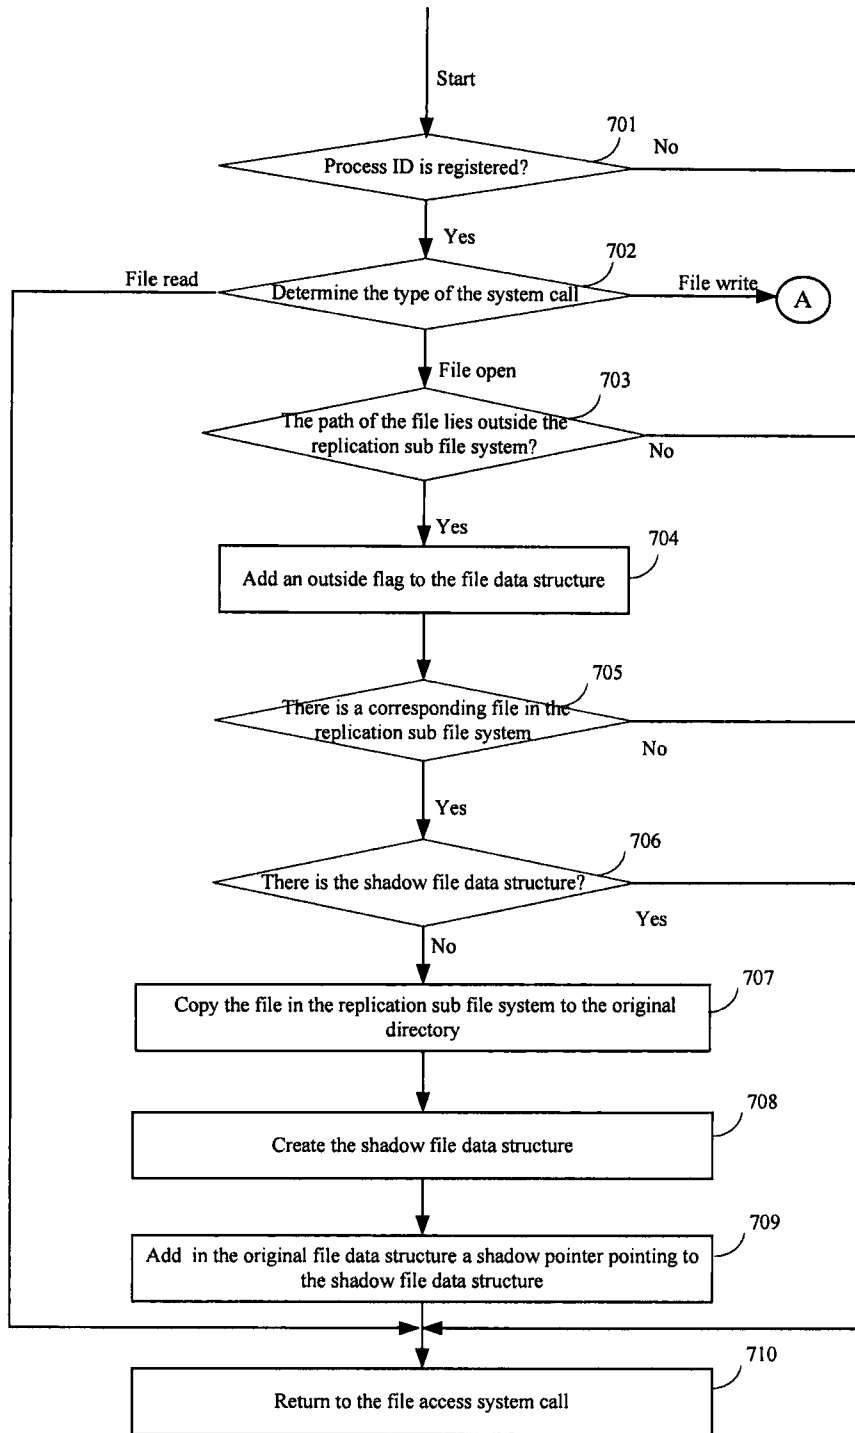 Start
701
Process ID is registered?
No
Yes
702
File read
Determine the type of the system call
File write
A
File open
703
The path of the file lies outside the
replication sub file system?
No
Yes
704
Add an outside flag to the file data structure
705
There is a corresponding file in the
replication sub file system
No
Yes
706
There is the shadow file data structure?
Yes
No
707
Copy the file in the replication sub file system to the original
directory
708
Create the shadow file data structure
709
Add in the original file data structure a shadow pointer pointing to
the shadow file data structure
710
Return to the file access system call